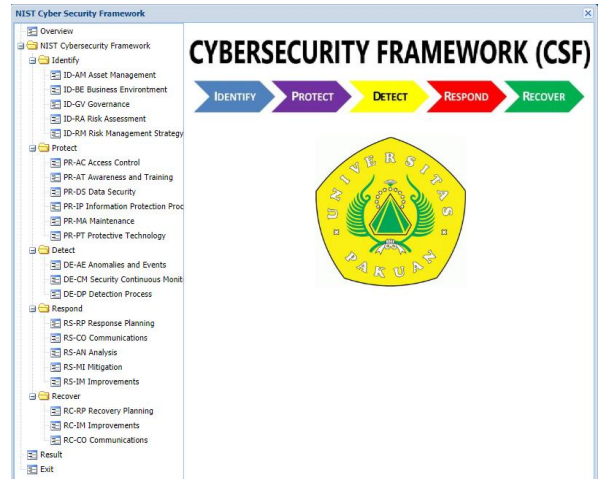 NIST Cyber Security Framework
Overview
NIST Cybersecurity Framework
Identify
ID-AM Asset Management
ID-BE Business Environtment
ID-GV Governance
ID-RA Risk Assessment
ID-RM Risk Management Strategy
Protect
PR-AC Access Control
PR-AT Awareness and Training
PR-DS Data Security
PR-IP Information Protection Proc
PR-MA Maintenance
PR-PT Protective Technology
Detect
DE-AE Anomalies and Events
DE-CM Security Continuous Monit
DE-DP Detection Process
Respond
RS-RP Response Planning
RS-CO Communications
RS-AN Analysis
RS-MI Mitigation
RS-IM Improvements
Recover
RC-RP Recovery Planning
RC-IM Improvements
RC-CO Communications
Result
Exit
CYBERSECURITY FRAMEWORK (CSF)
IDENTIFY PROTECT DETECT RESPOND RECOVER
UNIVERSITAS
PAKUAN